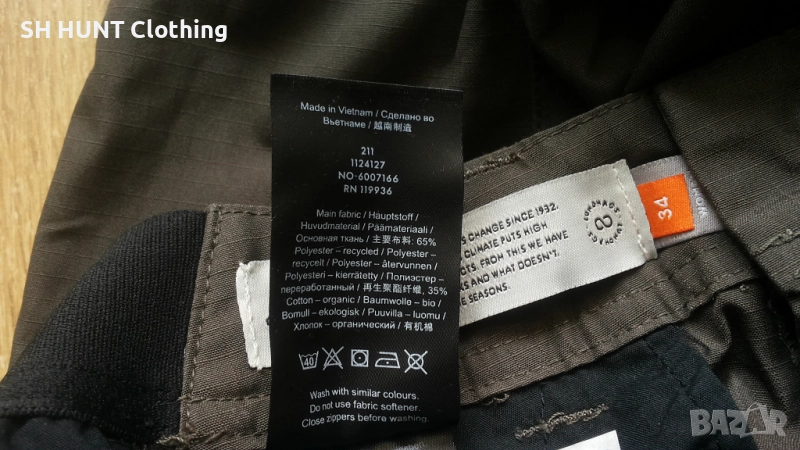 SH HUNT Clothing
Made in Vietnam / Сделано во
Вьетнаме / 越南制造
211
1124127
NO-6007166
RN 119936
Main fabric / Hauptstoff /
Huvudmaterial / Päämateriaali /
Основная ткань / 主要布料: 65%
Polyester – recycled / Polyester –
recycelt / Polyester – återvunnen /
Polyesteri – kierrätetty / Полиэстер –
переработанный / 再生聚酯纤维, 35%
Cotton – organic / Baumwolle – bio /
Bomull – ekologisk / Puuvilla – luomu /
Хлопок – органический / 有机棉
40
Wash with similar colours.
Do not use fabric softener.
Close zippers before washing.
CHANGE SINCE 1932.
CLIMATE PUTS HIGH
. FROM THIS WE HAVE
AND WHAT DOESN'T.
SEASONS.
34
BAZAR